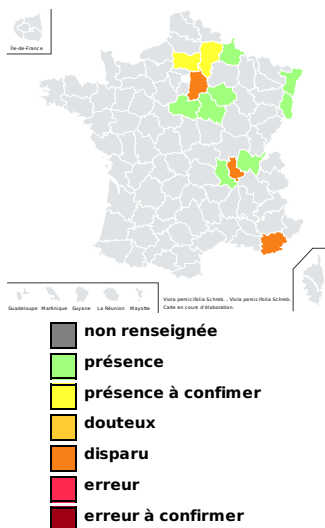 Île-de-France
Guadeloupe Martinique Guyane La Réunion Mayotte
Viola persicifolia Schreb., Viola persicifolia Schreb.
Carte en cours d'élaboration.
non renseignée
présence
présence à confimer
douteux
disparu
erreur
erreur à confirmer